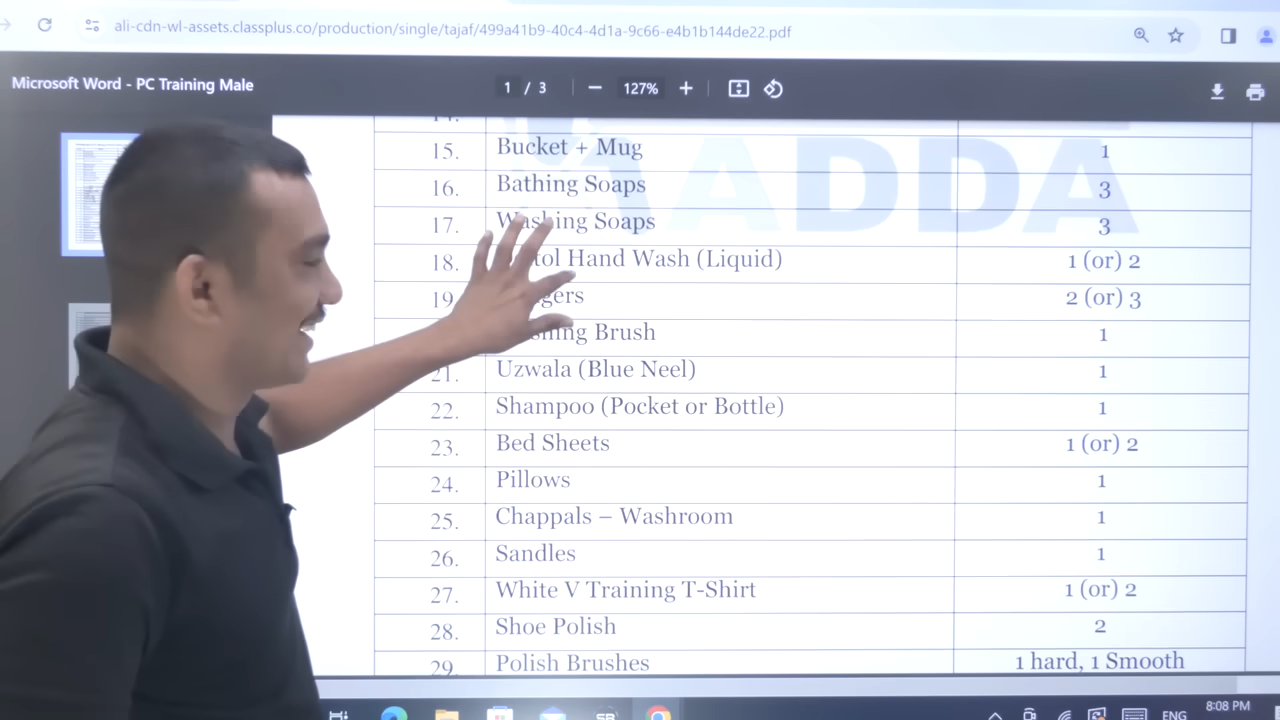 ali-cdn-wl-assets.classplus.co/production/single/tajaf/499a41b9-40c4-4d1a-9c66-e4b1b144de22.pdf
Microsoft Word - PC Training Male
1 / 3
127%
ADDA
14.
15. Bucket + Mug 1
16. Bathing Soaps 3
17. Washing Soaps 3
18. Hand Wash (Liquid) 1 (or) 2
19 2 (or) 3
Brush 1
21. Uzwala (Blue Neel) 1
22. Shampoo (Pocket or Bottle) 1
23. Bed Sheets 1 (or) 2
24. Pillows 1
25. Chappals – Washroom 1
26. Sandles 1
27. White V Training T-Shirt 1 (or) 2
28. Shoe Polish 2
29. Polish Brushes 1 hard, 1 Smooth
8:08 PM
ENG